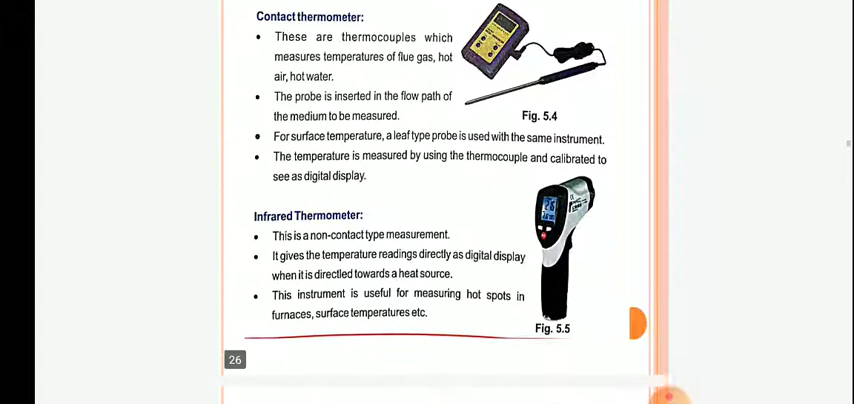 Contact thermometer:
• These are thermocouples which
measures temperatures of flue gas, hot
air, hot water.
• The probe is inserted in the flow path of
the medium to be measured.
Fig. 5.4
• For surface temperature, a leaf type probe is used with the same instrument.
• The temperature is measured by using the thermocouple and calibrated to
see as digital display.
Infrared Thermometer:
• This is a non-contact type measurement.
• It gives the temperature readings directly as digital display
when it is directled towards a heat source.
• This instrument is useful for measuring hot spots in
furnaces, surface temperatures etc.
Fig. 5.5
26